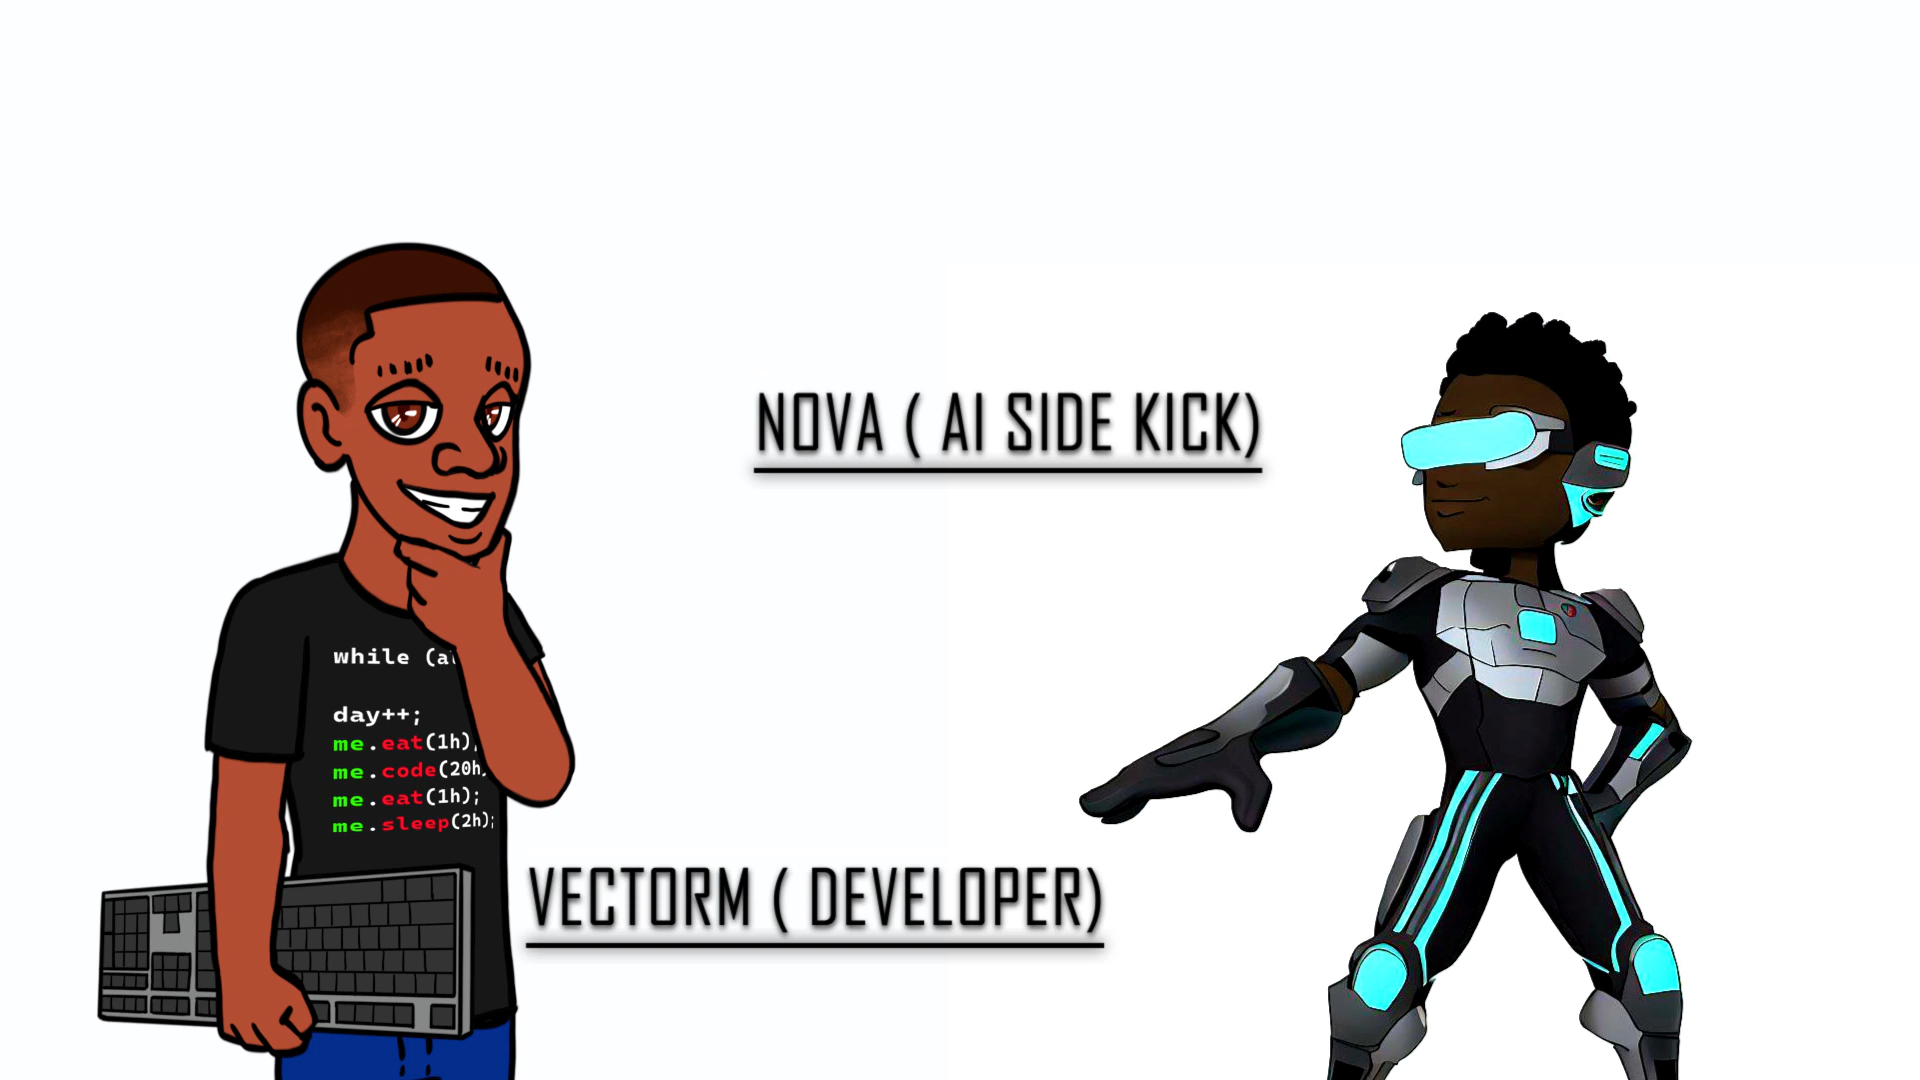 NOVA ( AI SIDE KICK)
while (
day++;
me.eat(1h)
me.code(20h
me.eat(1h);
me.sleep(2h);
VECTORM ( DEVELOPER)